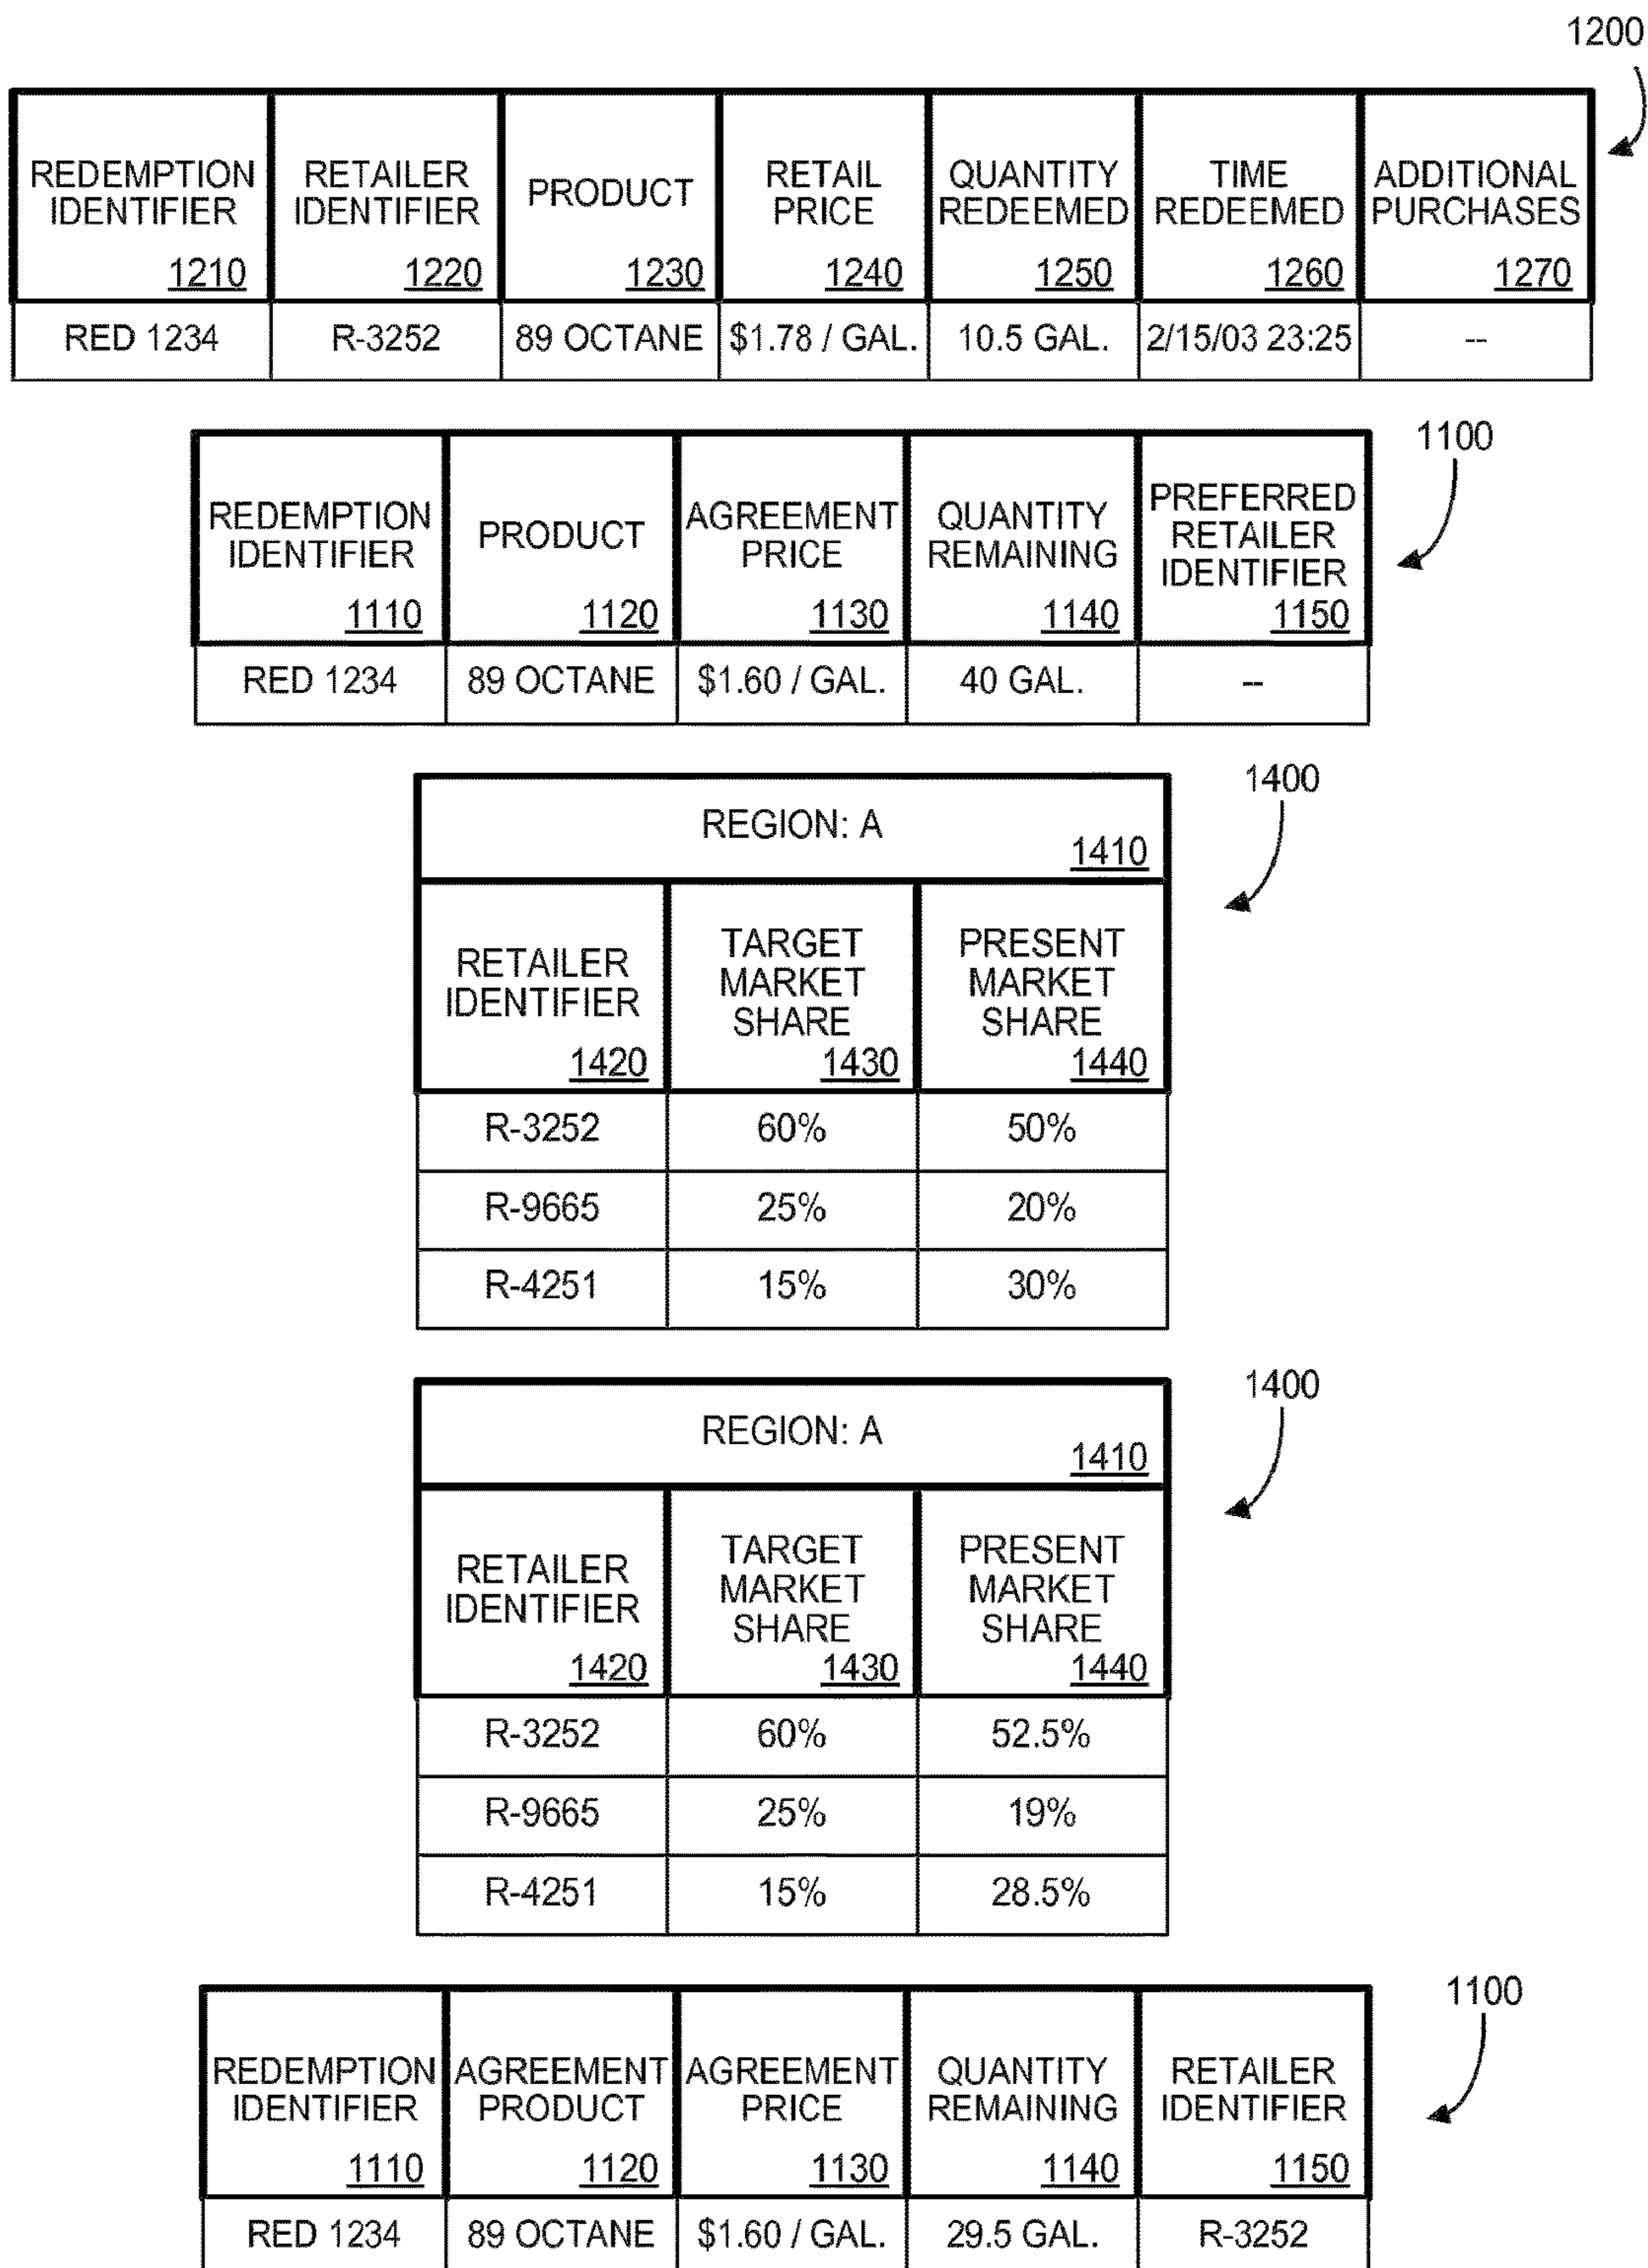 1200
REDEMPTION IDENTIFIER 1210 RETAILER IDENTIFIER 1220 PRODUCT 1230 RETAIL PRICE 1240 QUANTITY REDEEMED 1250 TIME REDEEMED 1260 ADDITIONAL PURCHASES 1270
RED 1234 R-3252 89 OCTANE $1.78 / GAL. 10.5 GAL. 2/15/03 23:25 --
1100
REDEMPTION IDENTIFIER 1110 PRODUCT 1120 AGREEMENT PRICE 1130 QUANTITY REMAINING 1140 PREFERRED RETAILER IDENTIFIER 1150
RED 1234 89 OCTANE $1.60 / GAL. 40 GAL. --
1400
REGION: A
1410
RETAILER IDENTIFIER 1420 TARGET MARKET SHARE 1430 PRESENT MARKET SHARE 1440
R-3252 60% 50%
R-9665 25% 20%
R-4251 15% 30%
1400
REGION: A
1410
RETAILER IDENTIFIER 1420 TARGET MARKET SHARE 1430 PRESENT MARKET SHARE 1440
R-3252 60% 52.5%
R-9665 25% 19%
R-4251 15% 28.5%
1100
REDEMPTION IDENTIFIER 1110 AGREEMENT PRODUCT 1120 AGREEMENT PRICE 1130 QUANTITY REMAINING 1140 RETAILER IDENTIFIER 1150
RED 1234 89 OCTANE $1.60 / GAL. 29.5 GAL. R-3252